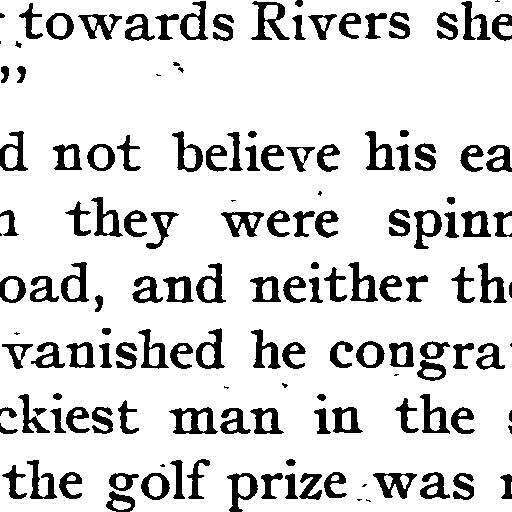 towards Rivers she
”
d not believe his ea
they were spinn
oad, and neither the
vanished he congra
ckiest man in the s
the golf prize was